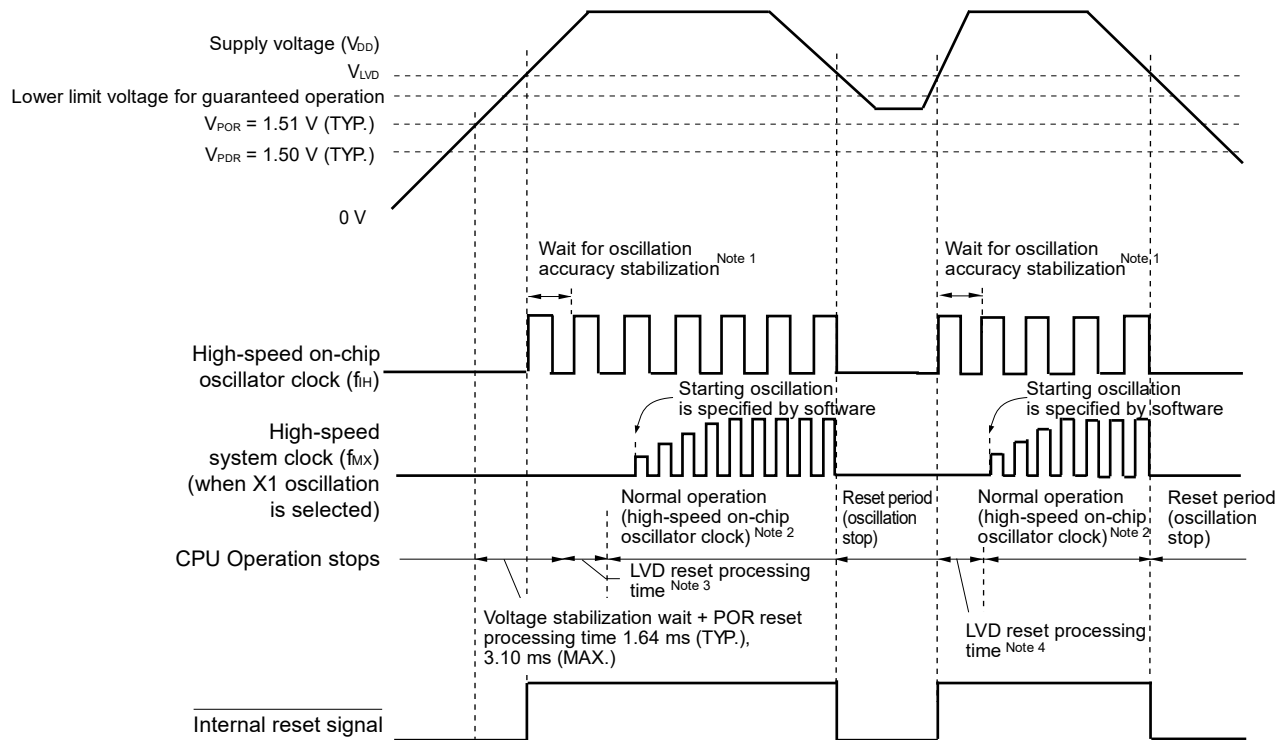 Supply voltage (VDD)
VLVD
Lower limit voltage for guaranteed operation
VPOR = 1.51 V (TYP.)
VPDR = 1.50 V (TYP.)
0 V
Wait for oscillation
accuracy stabilization Note 1
Wait for oscillation
accuracy stabilization Note 1
High-speed on-chip
oscillator clock (fIH)
Starting oscillation
is specified by software
Starting oscillation
is specified by software
High-speed
system clock (fMX)
(when X1 oscillation
is selected)
Normal operation
(high-speed on-chip
oscillator clock) Note 2
Reset period
(oscillation
stop)
Normal operation
(high-speed on-chip
oscillator clock) Note 2
Reset period
(oscillation
stop)
CPU Operation stops
LVD reset processing
time Note 3
Voltage stabilization wait + POR reset
processing time 1.64 ms (TYP.),
3.10 ms (MAX.)
LVD reset processing
time Note 4
Internal reset signal